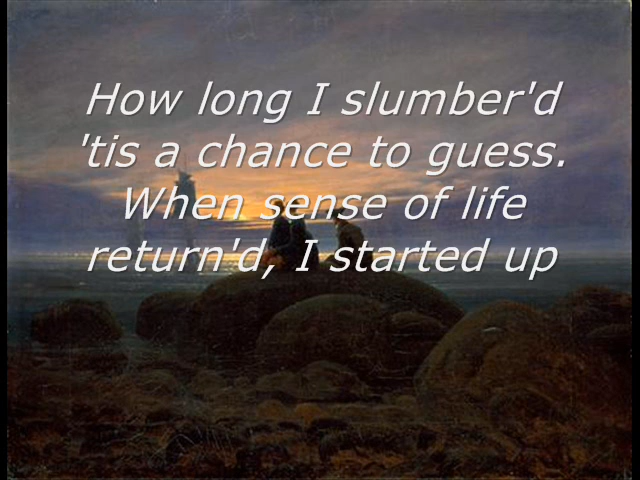 How long I slumber'd
'tis a chance to guess.
When sense of life
return'd, I started up